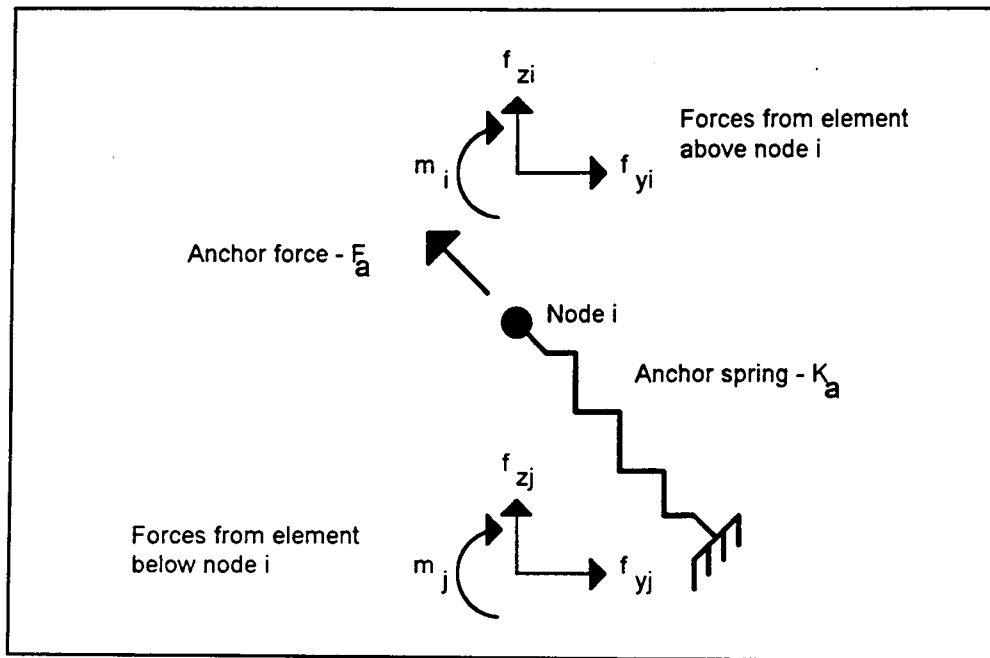 f zi
Forces from element
above node i
m i
f yi
Anchor force - Fa
Node i
Anchor spring - Ka
f zj
Forces from element
below node i
m j
f yj